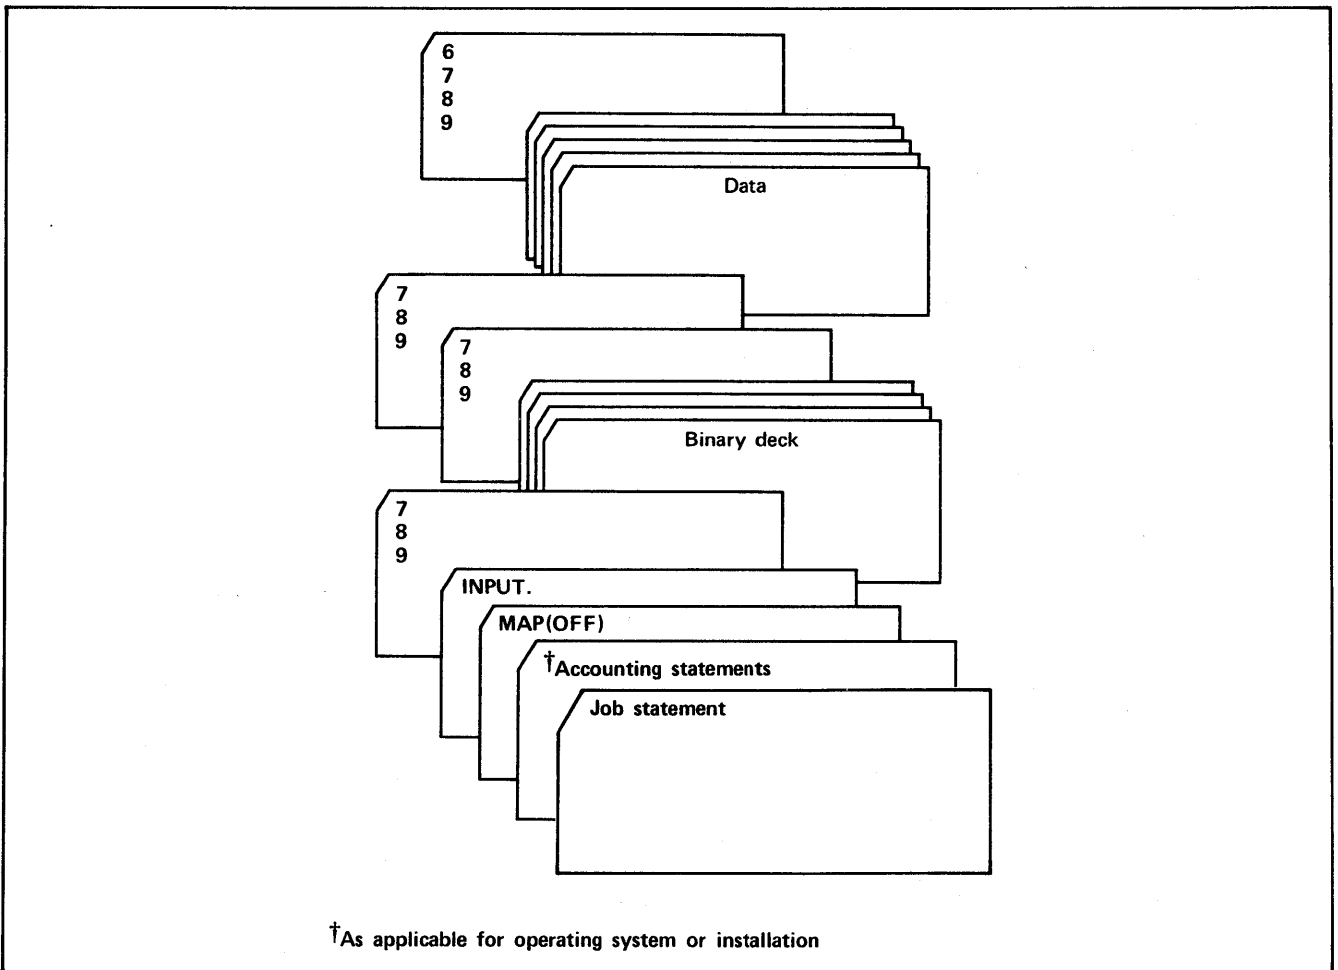 6
7
8
9
Data
7
8
9
7
8
9
Binary deck
7
8
9
INPUT.
MAP(OFF)
†Accounting statements
Job statement
†As applicable for operating system or installation